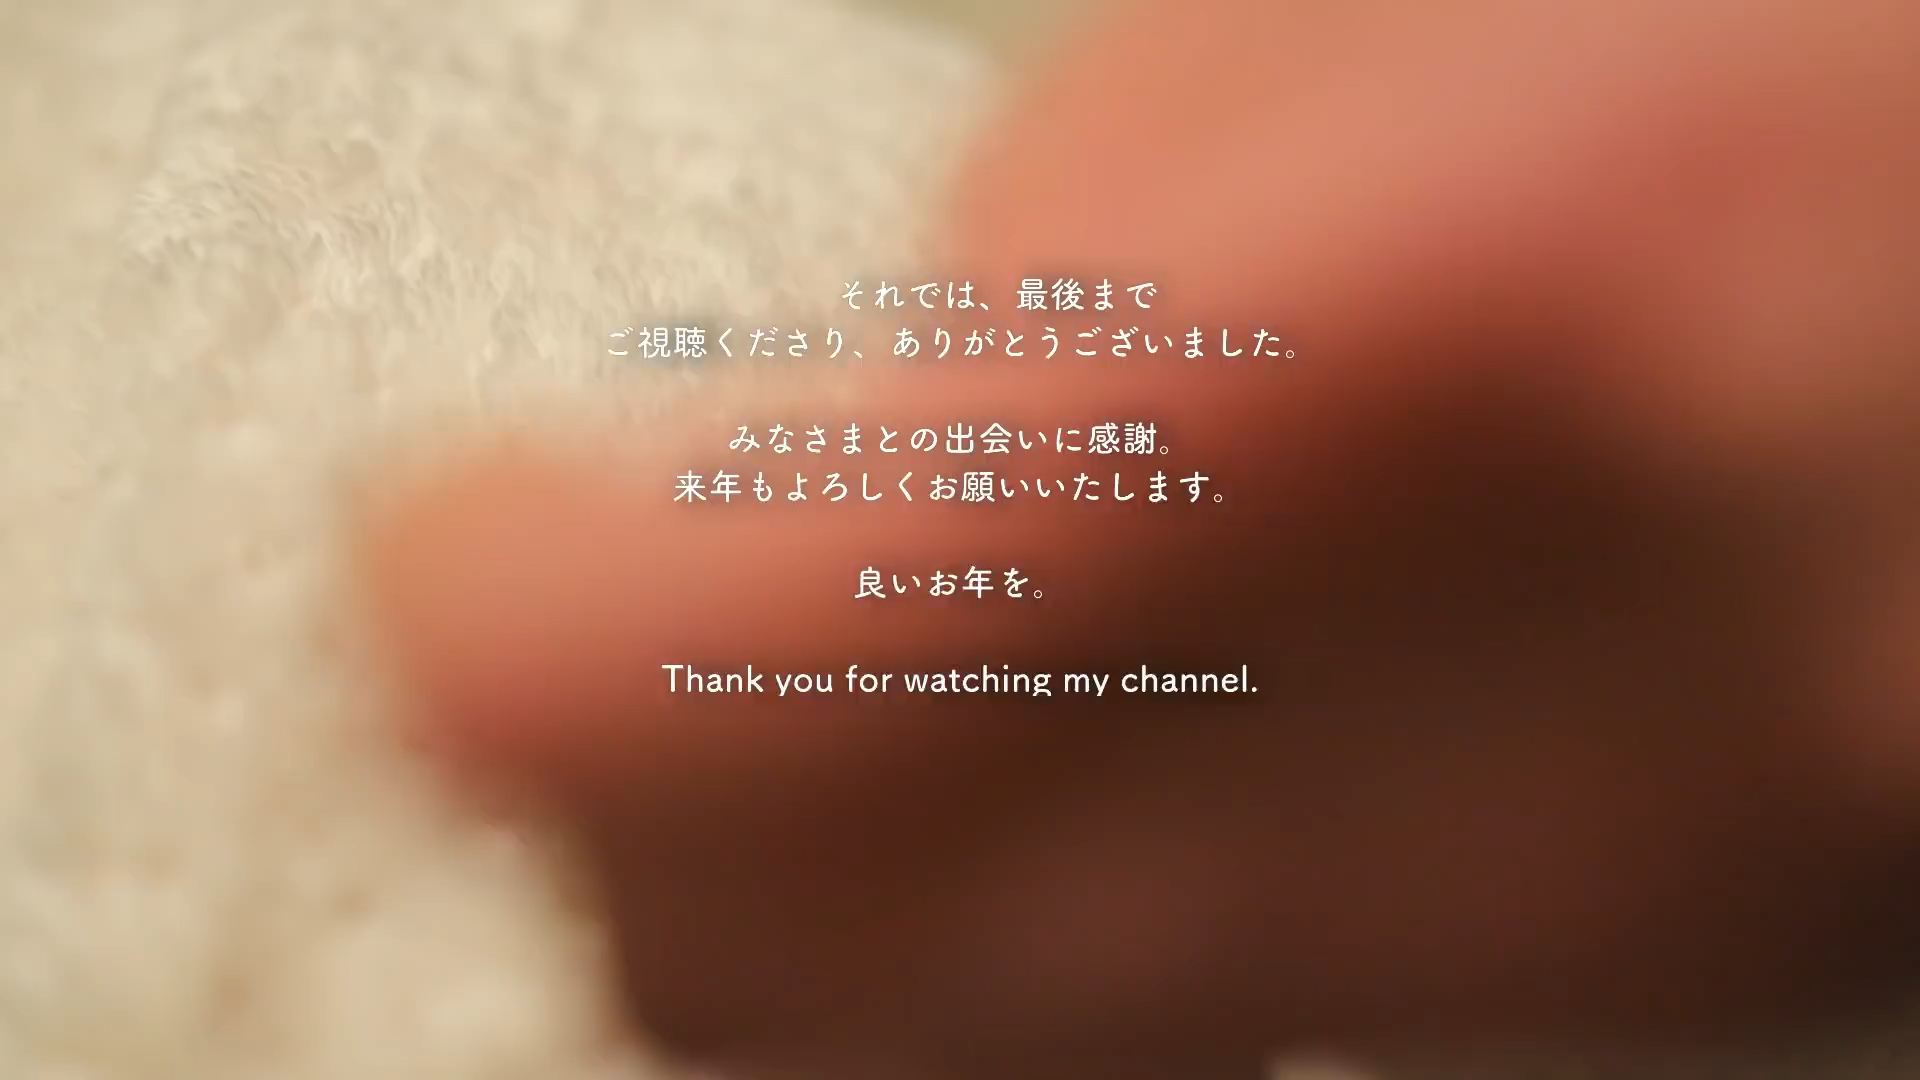 それでは、最後まで
ご視聴くださり、ありがとうございました。
みなさまとの出会いに感謝。
来年もよろしくお願いいたします。
良いお年を。
Thank you for watching my channel.